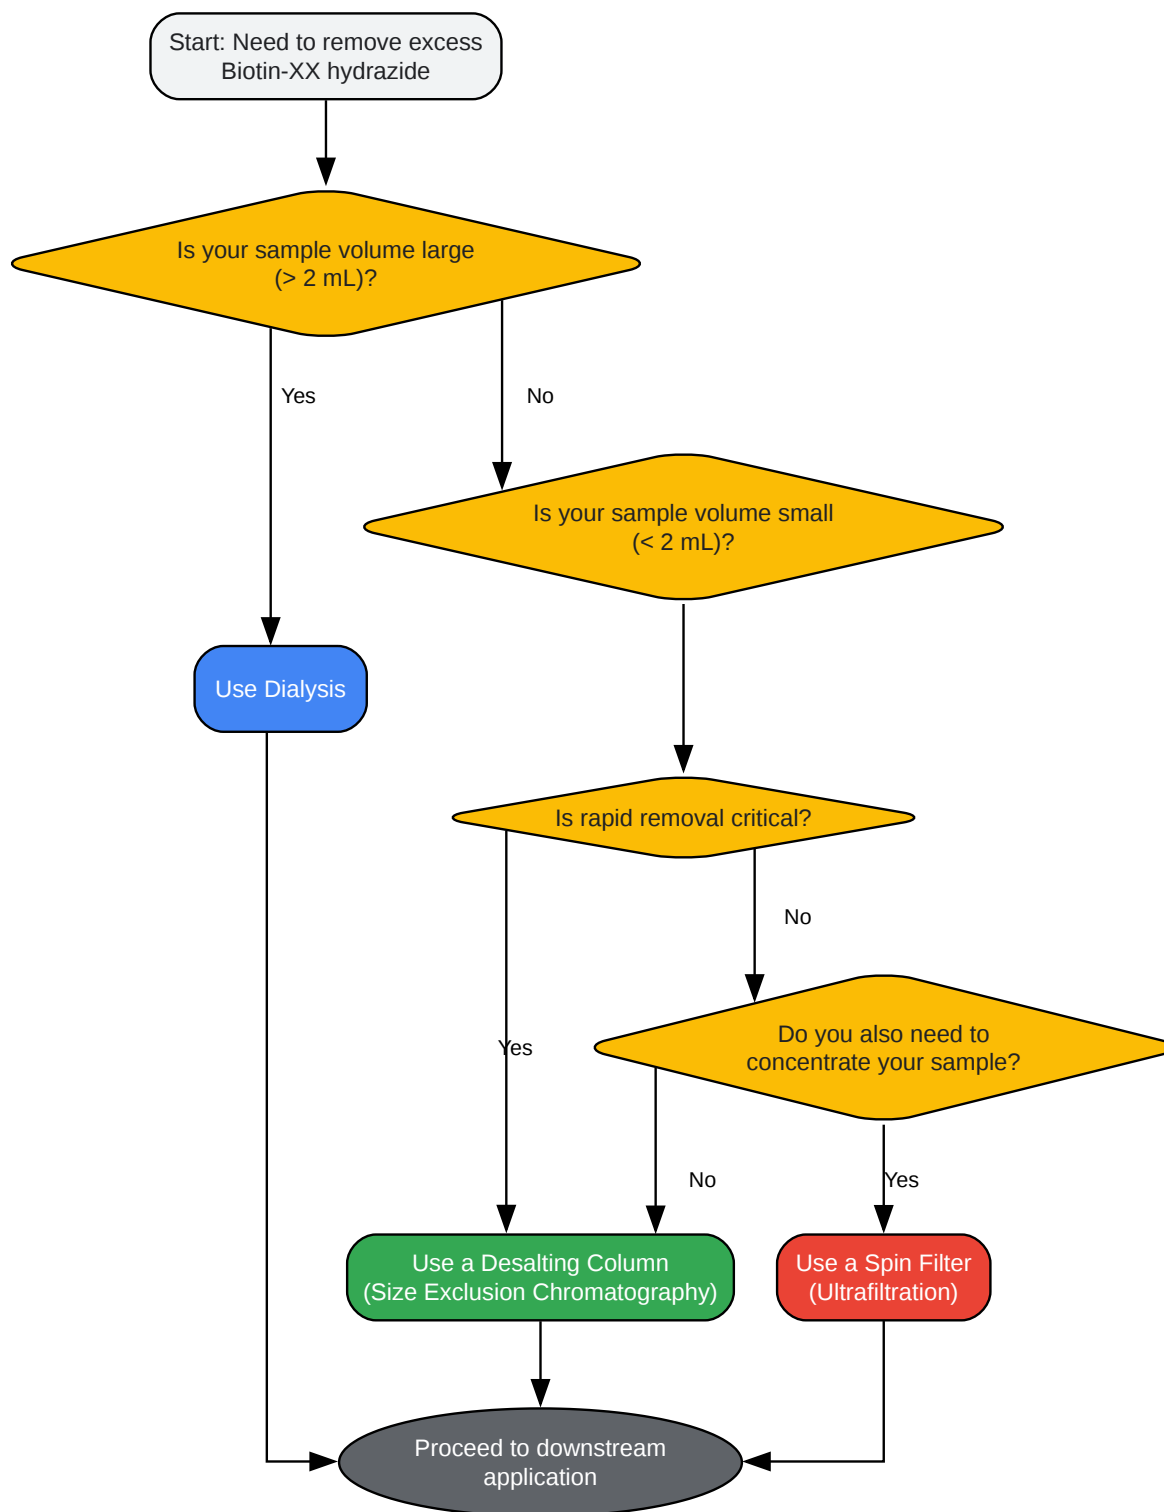 Start: Need to remove excess
Biotin-XX hydrazide
Is your sample volume large
(> 2 mL)?
Yes
No
Is your sample volume small
(< 2 mL)?
Use Dialysis
Is rapid removal critical?
No
Do you also need to
concentrate your sample?
Yes
No
Yes
Use a Desalting Column
(Size Exclusion Chromatography)
Use a Spin Filter
(Ultrafiltration)
Proceed to downstream
application